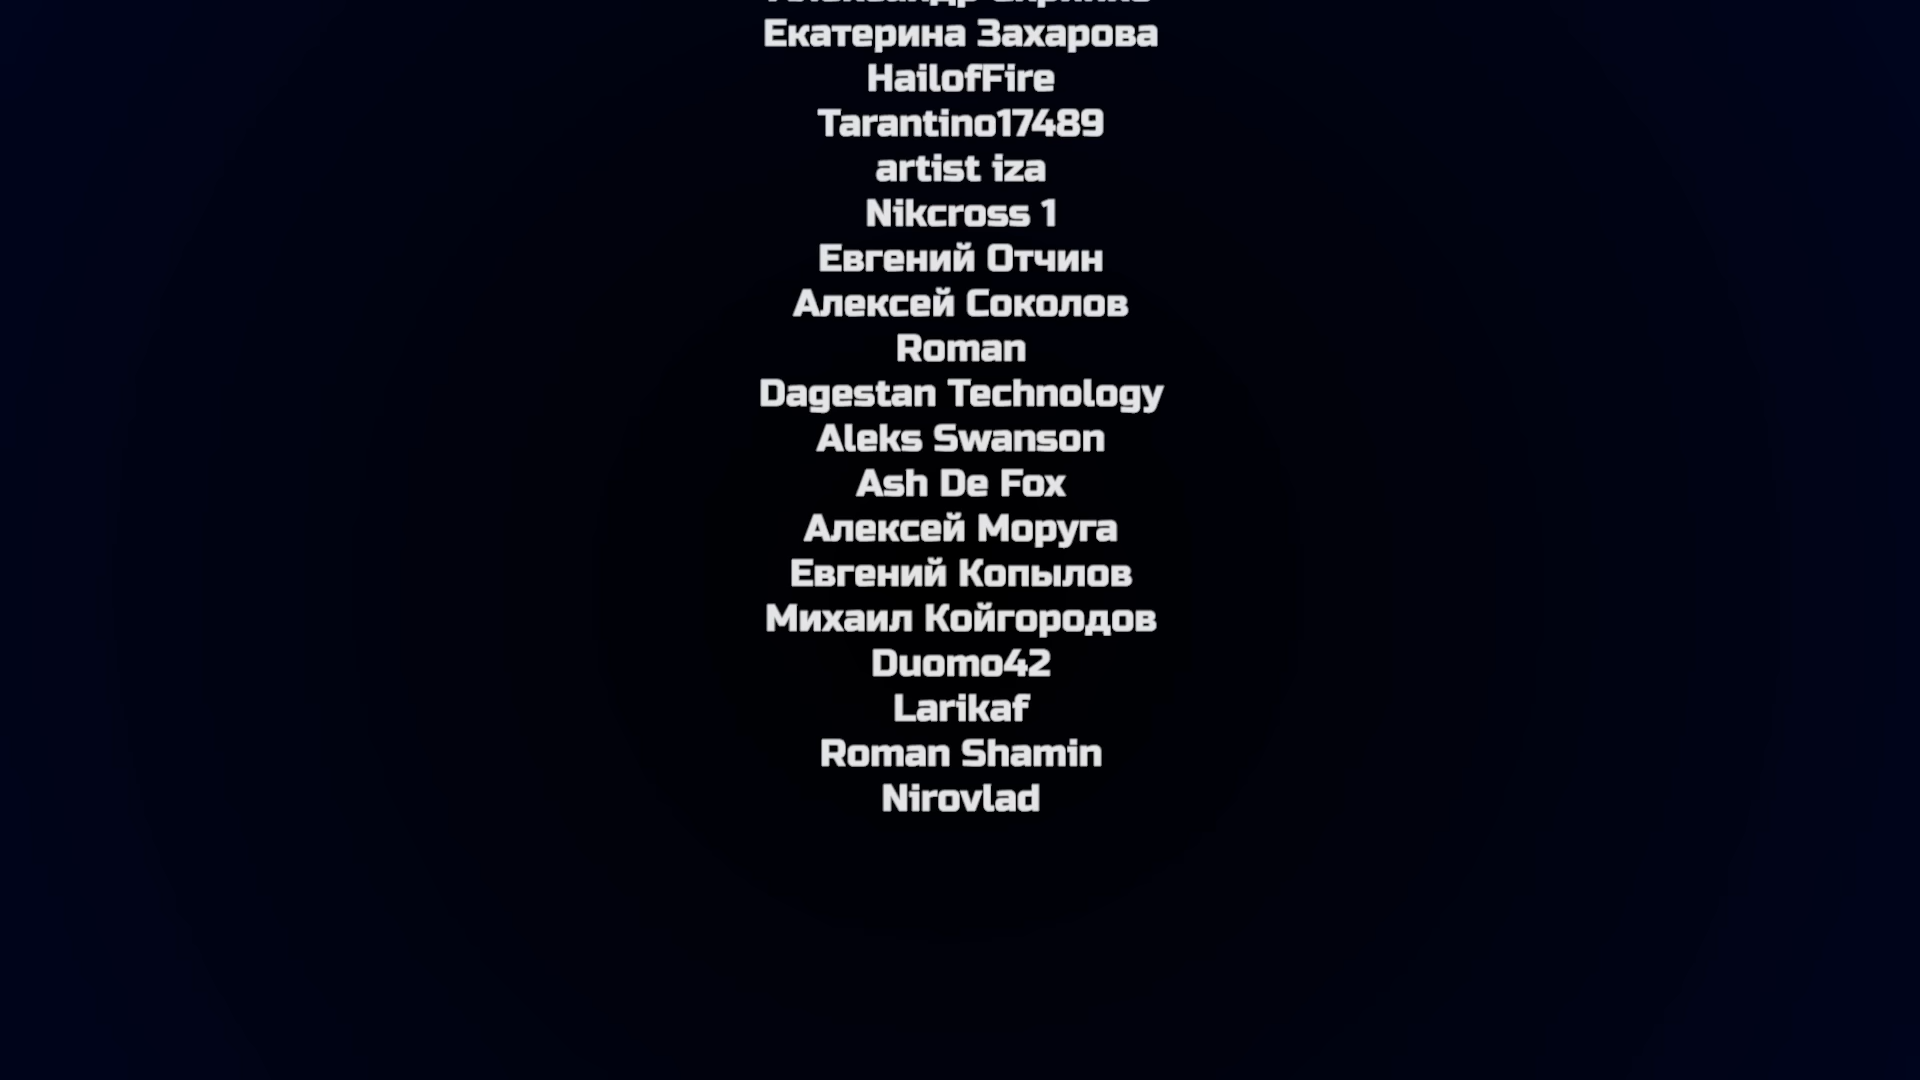 Екатерина Захарова
HailofFire
Tarantino17489
artist iza
Nikcross 1
Евгений Отчин
Алексей Соколов
Roman
Dagestan Technology
Aleks Swanson
Ash De Fox
Алексей Моруга
Евгений Копылов
Михаил Койгородов
Duomo42
Larikaf
Roman Shamin
Nirovlad